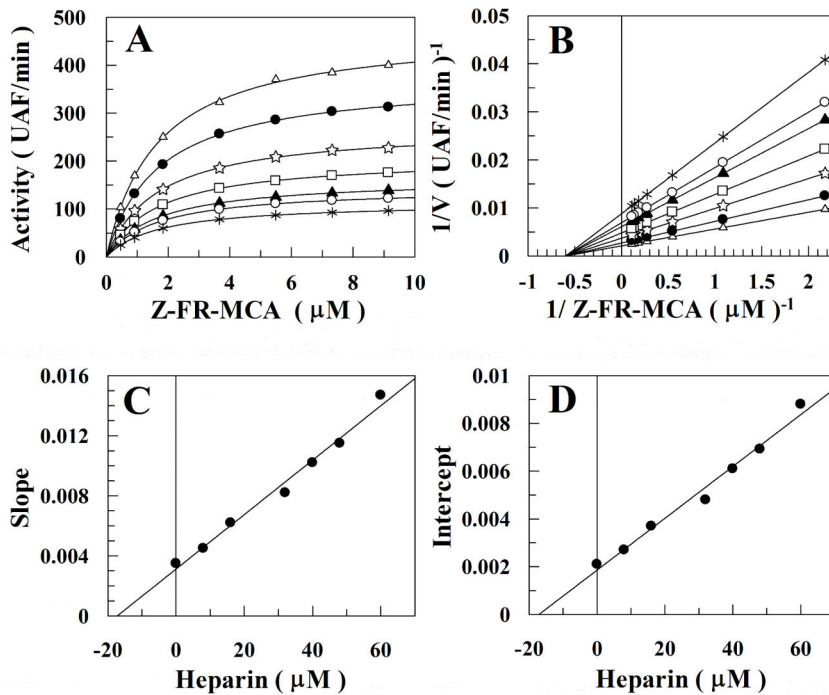 A
Activity ( UAF/min )
500
400
300
200
100
0
0 2 4 6 8 10
Z-FR-MCA ( μM )
B
1/V ( UAF/min )⁻¹
0.05
0.04
0.03
0.02
0.01
0
-1 -0.5 0 0.5 1 1.5 2
1/ Z-FR-MCA ( μM )⁻¹
C
Slope
0.016
0.012
0.008
0.004
0
-20 0 20 40 60
Heparin ( μM )
D
Intercept
0.01
0.008
0.006
0.004
0.002
0
-20 0 20 40 60
Heparin ( μM )